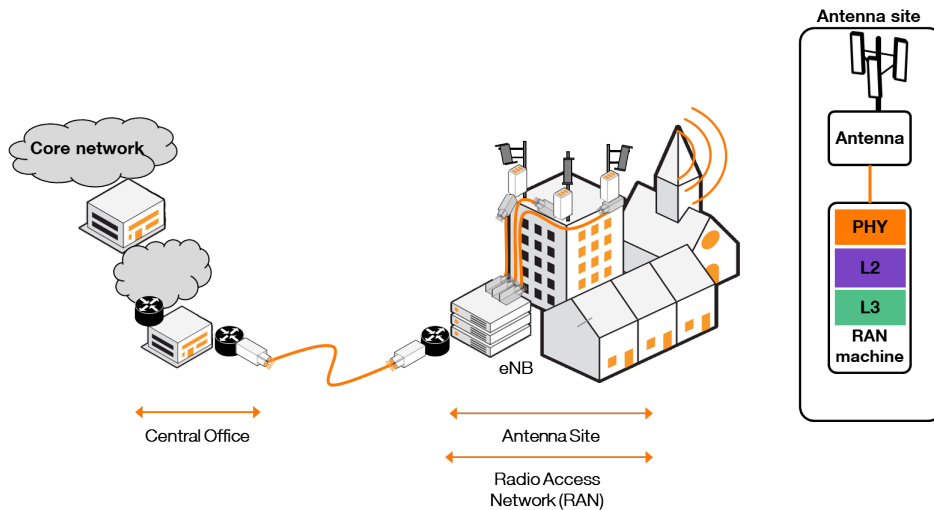 Antenna site
Core network
Antenna
PHY
L2
L3
RAN
machine
eNB
Central Office
Antenna Site
Radio Access
Network (RAN)